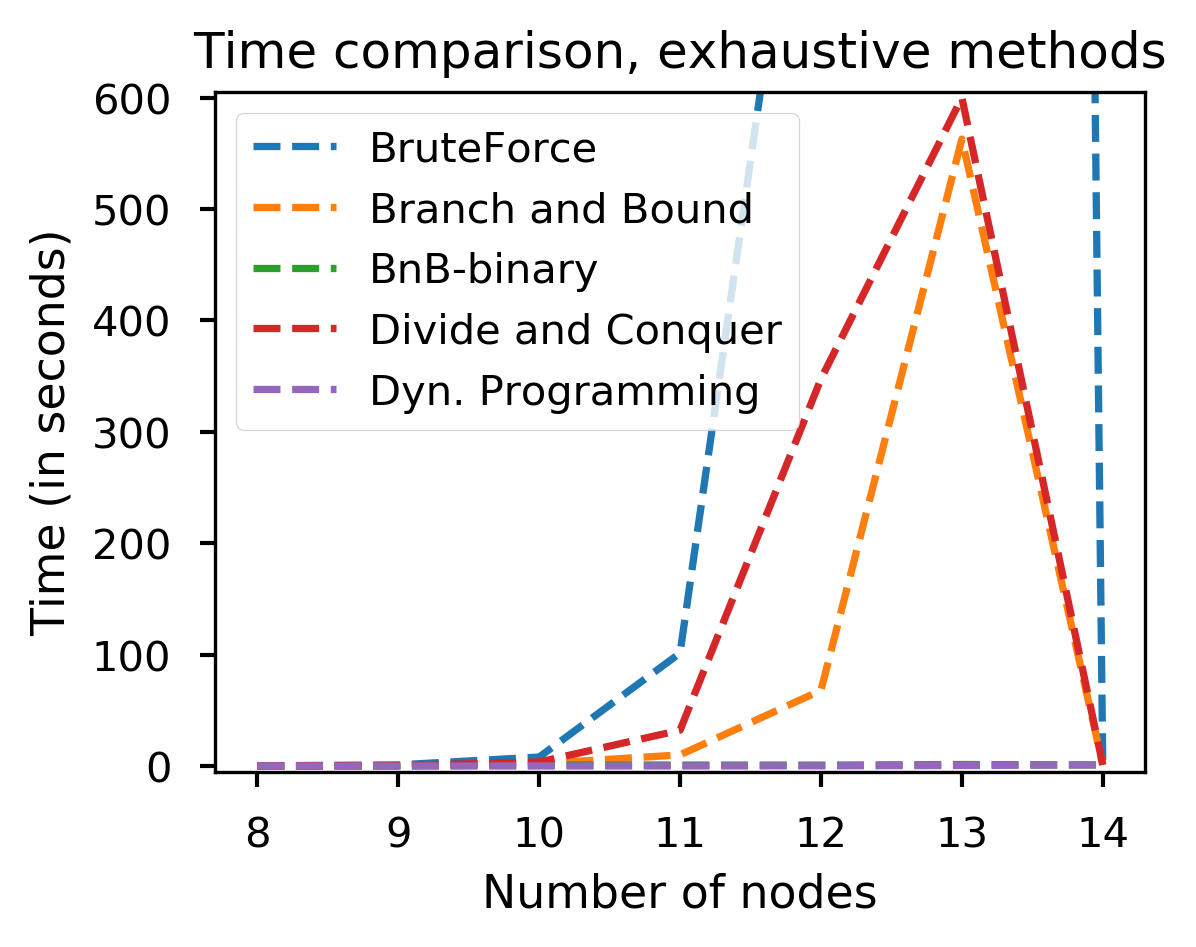 Time comparison, exhaustive methods
600
500
400
300
200
100
0
Time (in seconds)
BruteForce
Branch and Bound
BnB-binary
Divide and Conquer
Dyn. Programming
8 9 10 11 12 13 14
Number of nodes